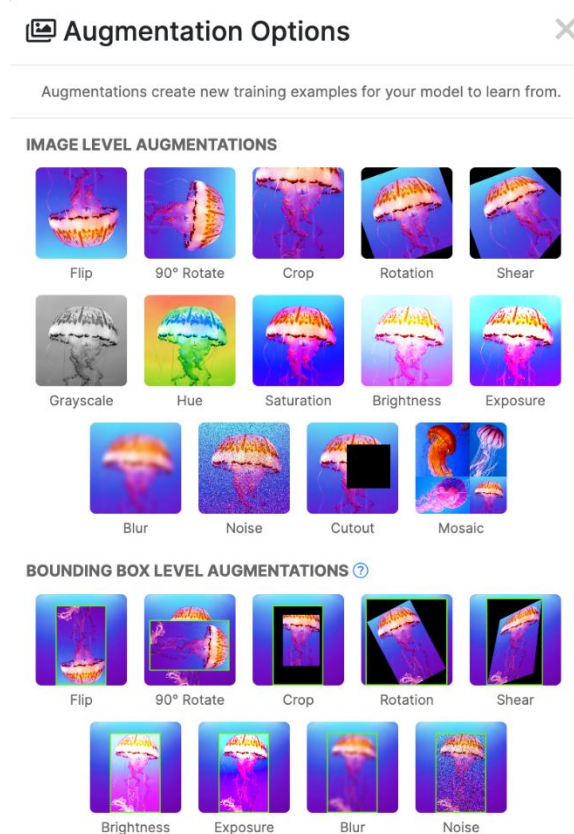 Augmentation Options
Augmentations create new training examples for your model to learn from.
IMAGE LEVEL AUGMENTATIONS
Flip 90° Rotate Crop Rotation Shear
Grayscale Hue Saturation Brightness Exposure
Blur Noise Cutout Mosaic
BOUNDING BOX LEVEL AUGMENTATIONS ?
Flip 90° Rotate Crop Rotation Shear
Brightness Exposure Blur Noise